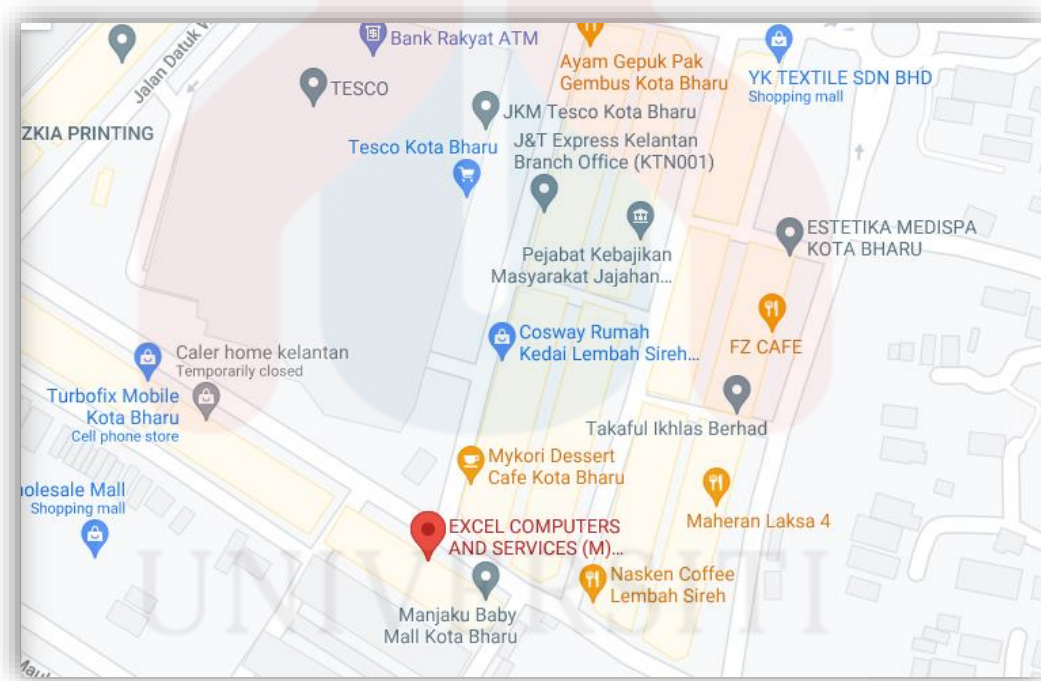 Bank Rakyat ATM
Ayam Gepuk Pak
Gembus Kota Bharu
YK TEXTILE SDN BHD
Shopping mall
Jalan Datuk
TESCO
JKM Tesco Kota Bharu
ZKIA PRINTING
Tesco Kota Bharu
J&T Express Kelantan
Branch Office (KTN001)
ESTETIKA MEDISPA
KOTA BHARU
Pejabat Kebajikan
Masyarakat Jajahan...
Cosway Rumah
Kedai Lembah Sireh...
FZ CAFE
Caler home kelantan
Temporarily closed
Turbofix Mobile
Kota Bharu
Cell phone store
Takaful Ikhlas Berhad
Mykori Dessert
Cafe Kota Bharu
olesale Mall
Shopping mall
Maheran Laksa 4
EXCEL COMPUTERS
AND SERVICES (M)...
Nasken Coffee
Lembah Sireh
Manjaku Baby
Mall Kota Bharu
UNIVERSITI